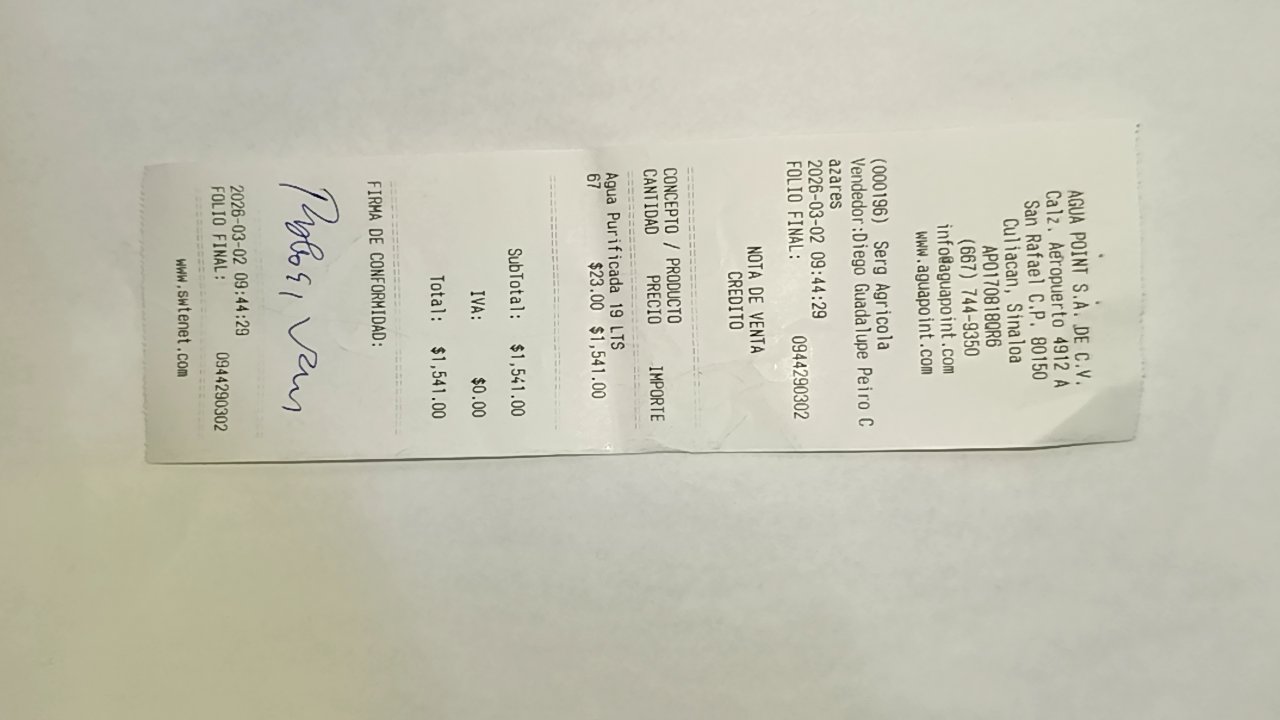 AGUA POINT S.A. DE C.V.
Calz. Aeropuerto 4912 A
San Rafael C.P. 80150
Culiacan, Sinaloa
APO170818QR6
(667) 744-9350
info@aguapoint.com
www.aguapoint.com
(000196) Serg Agricola
Vendedor:Diego Guadalupe Peiro C
azares
2026-03-02 09:44:29
FOLIO FINAL: 0944290302
NOTA DE VENTA
CREDITO
CONCEPTO / PRODUCTO
CANTIDAD PRECIO IMPORTE
Agua Purificada 19 LTS
67 $23.00 $1,541.00
SubTotal: $1,541.00
IVA: $0.00
Total: $1,541.00
FIRMA DE CONFORMIDAD:
2026-03-02 09:44:29
FOLIO FINAL: 0944290302
www.swtenet.com